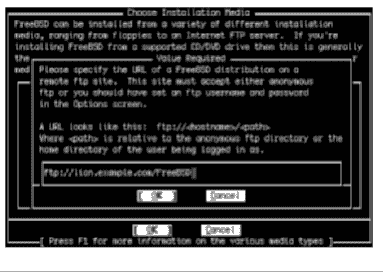 Choose Installation Media
FreeBSD can be installed from a variety of different installation
media, ranging from floppies to an Internet FTP server. If you're
installing FreeBSD from a supported CD/DVD drive then this is generally
the
Value Required
r
med
Please specify the URL of a FreeBSD distribution on a
remote ftp site. This site must accept either anonymous
ftp or you should have set an ftp username and password
in the Options screen.
A URL looks like this: ftp://<hostname>/<path>
Where <path> is relative to the anonymous ftp directory or the
home directory of the user being logged in as.
ftp://lion.example.com/FreeBSD
[ OK ] Cancel
[ OK ] Cancel
[ Press F1 for more information on the various media types ]